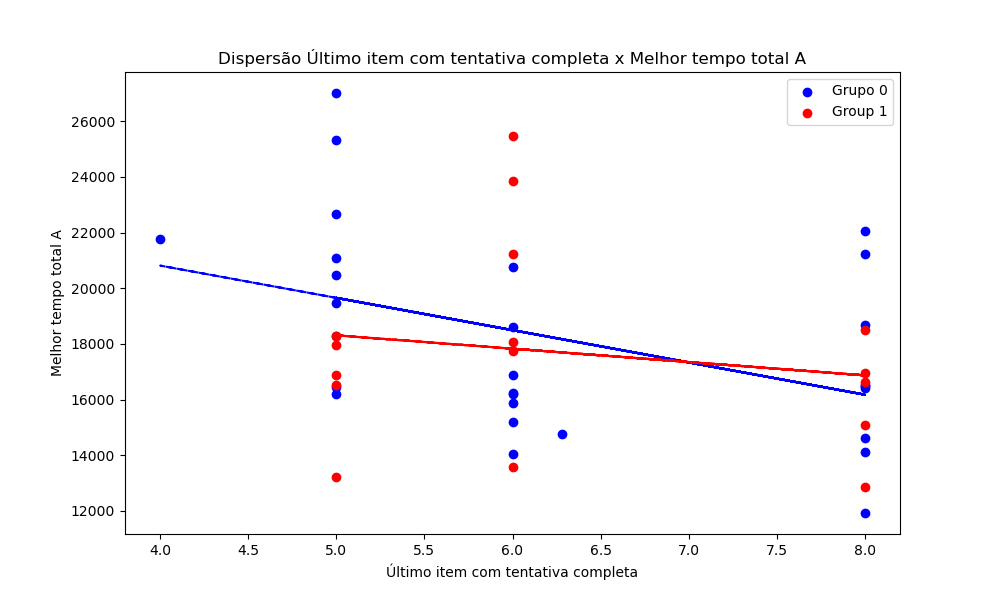 Dispersão Último item com tentativa completa x Melhor tempo total A
Grupo 0
Group 1
Melhor tempo total A
26000
24000
22000
20000
18000
16000
14000
12000
4.0 4.5 5.0 5.5 6.0 6.5 7.0 7.5 8.0
Último item com tentativa completa